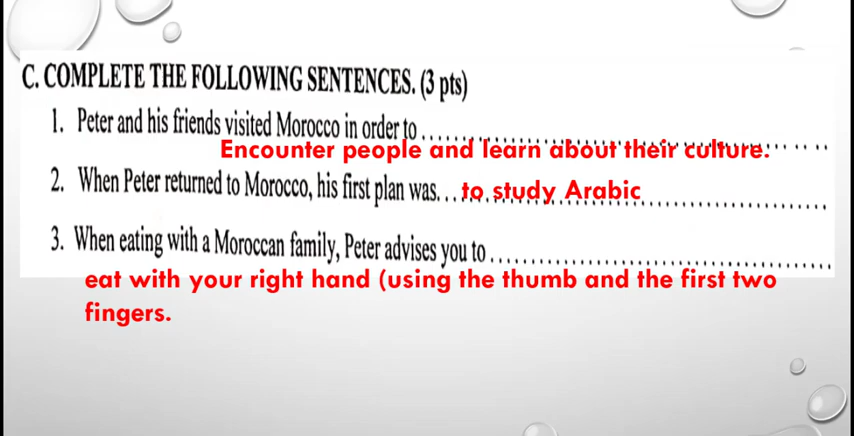 C. COMPLETE THE FOLLOWING SENTENCES. (3 pts)
1. Peter and his friends visited Morocco in order to ..........................................................
Encounter people and learn about their culture.
2. When Peter returned to Morocco, his first plan was... to study Arabic ..............................
3. When eating with a Moroccan family, Peter advises you to ..................................................
eat with your right hand (using the thumb and the first two
fingers.